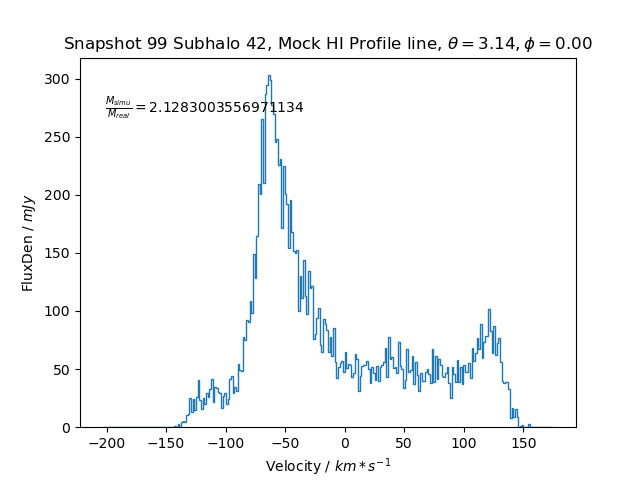 Snapshot 99 Subhalo 42, Mock HI Profile line, θ = 3.14, ϕ = 0.00
300
250
200
150
100
50
0
M_simu / M_real = 2.1283003556971134
FluxDen / mJy
−200 −150 −100 −50 0 50 100 150
Velocity / km * s⁻¹